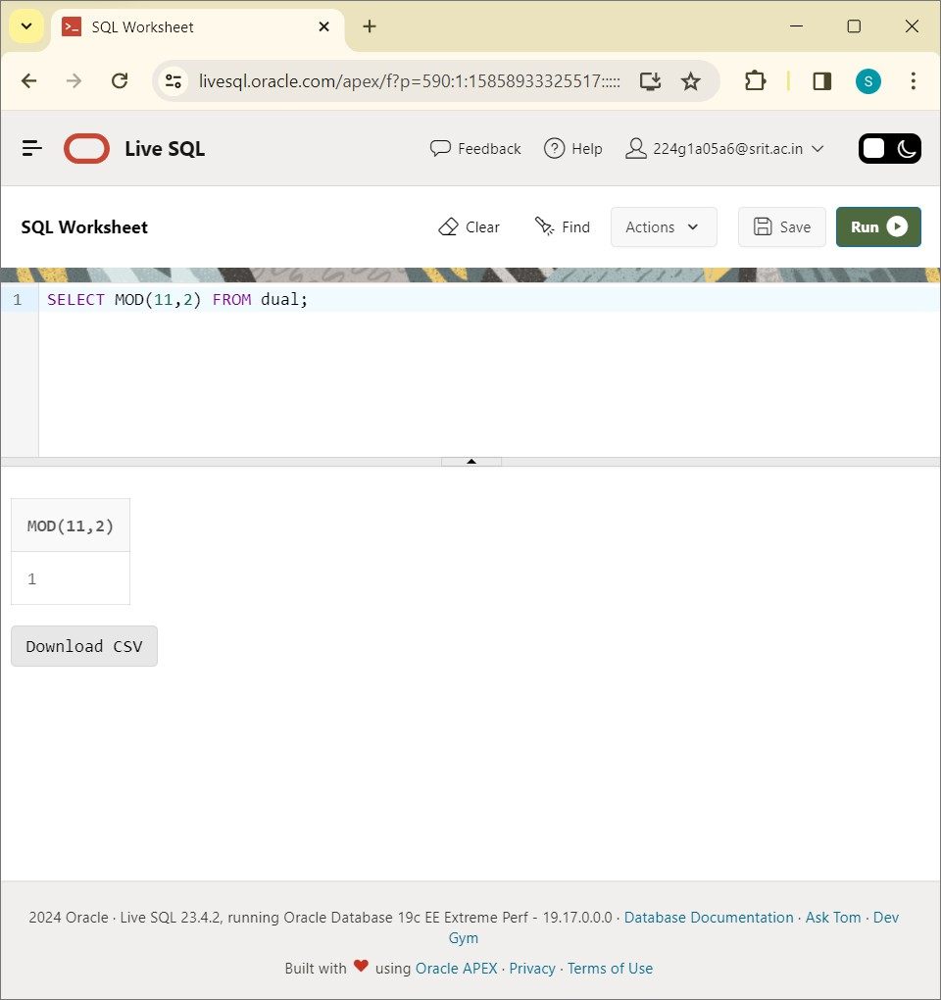 SQL Worksheet
livesql.oracle.com/apex/f?p=590:1:15858933325517:::::
S
Live SQL
Feedback
Help
224g1a05a6@srit.ac.in
SQL Worksheet
Clear
Find
Actions
Save
Run
1 SELECT MOD(11,2) FROM dual;
MOD(11,2)
1
Download CSV
2024 Oracle · Live SQL 23.4.2, running Oracle Database 19c EE Extreme Perf - 19.17.0.0.0 · Database Documentation · Ask Tom · Dev
Gym
Built with ❤ using Oracle APEX · Privacy · Terms of Use